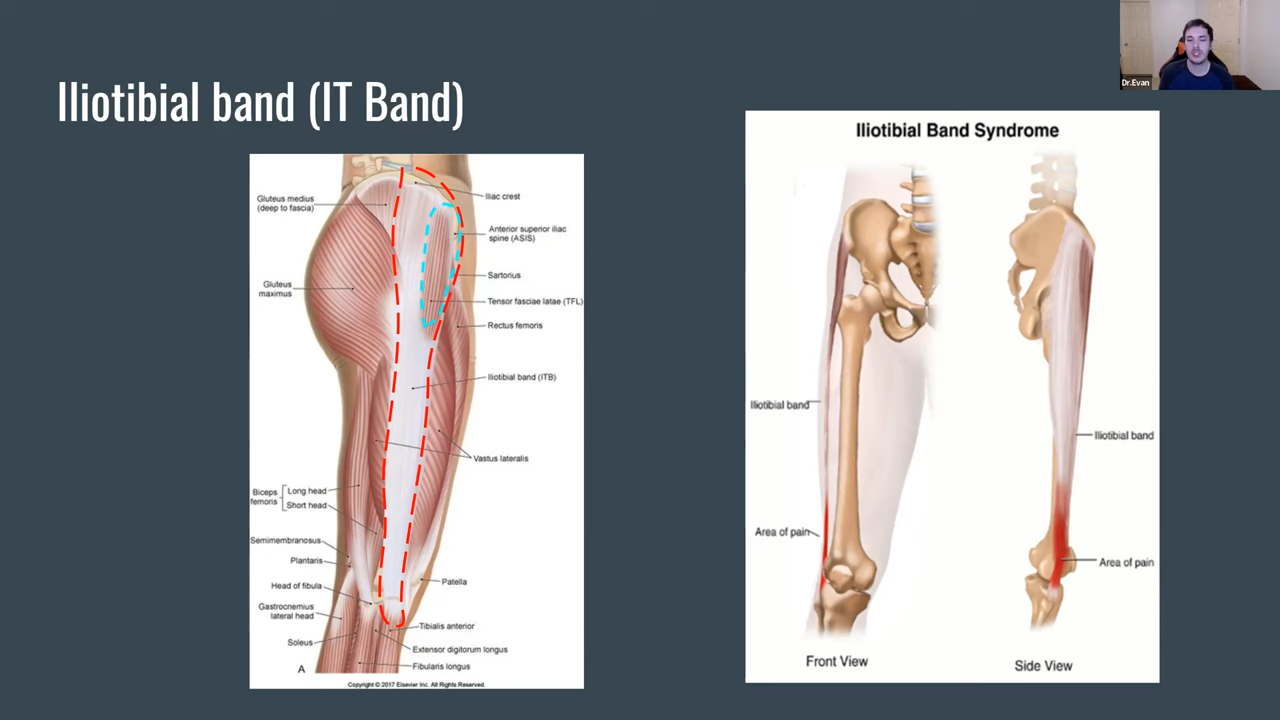 Dr.Evan
Iliotibial band (IT Band)
Gluteus medius
(deep to fascia)
Gluteus
maximus
Biceps
femoris
Long head
Short head
Semimembranosus
Plantaris
Head of fibula
Gastrocnemius
lateral head
Soleus
A
Iliac crest
Anterior superior iliac
spine (ASIS)
Sartorius
Tensor fasciae latae (TFL)
Rectus femoris
Iliotibial band (ITB)
Vastus lateralis
Patella
Tibialis anterior
Extensor digitorum longus
Fibularis longus
Copyright © 2017 Elsevier Inc. All Rights Reserved.
Iliotibial Band Syndrome
Iliotibial band
Area of pain
Front View
Iliotibial band
Area of pain
Side View